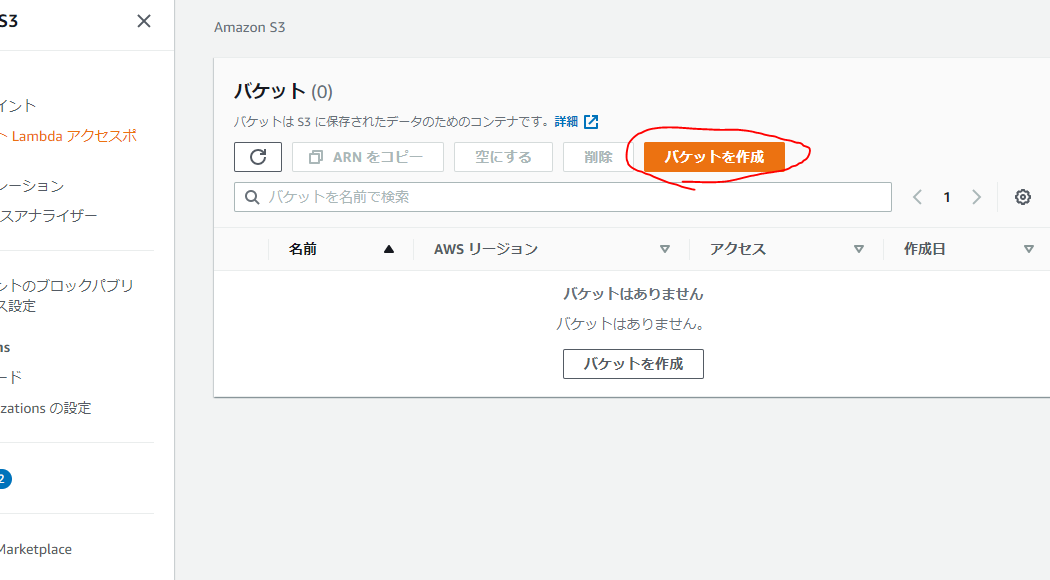 S3
イント
ト Lambda アクセスポ
レーション
スアナライザー
ントのブロックパブリ
ス設定
ns
ード
zations の設定
2
Marketplace
Amazon S3
バケット (0)
バケットは S3 に保存されたデータのためのコンテナです。詳細
ARN をコピー 空にする 削除 バケットを作成
バケットを名前で検索 1
名前 AWS リージョン アクセス 作成日
バケットはありません
バケットはありません。
バケットを作成